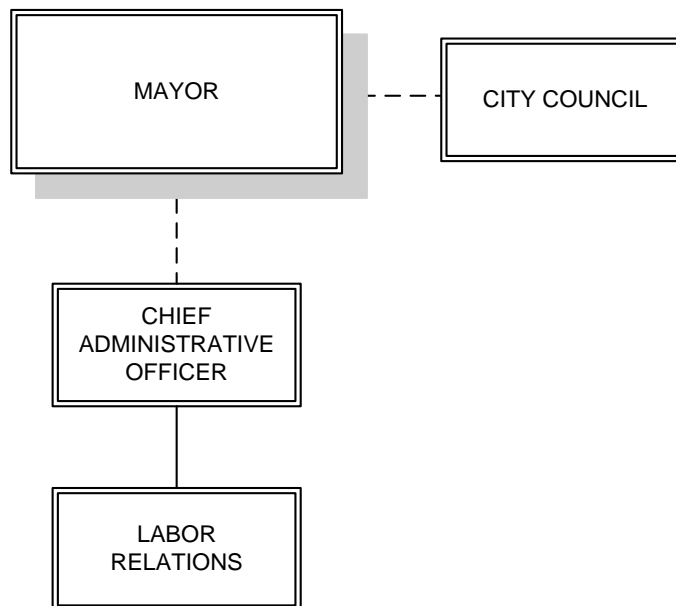 MAYOR
CITY COUNCIL
CHIEF
ADMINISTRATIVE
OFFICER
LABOR
RELATIONS